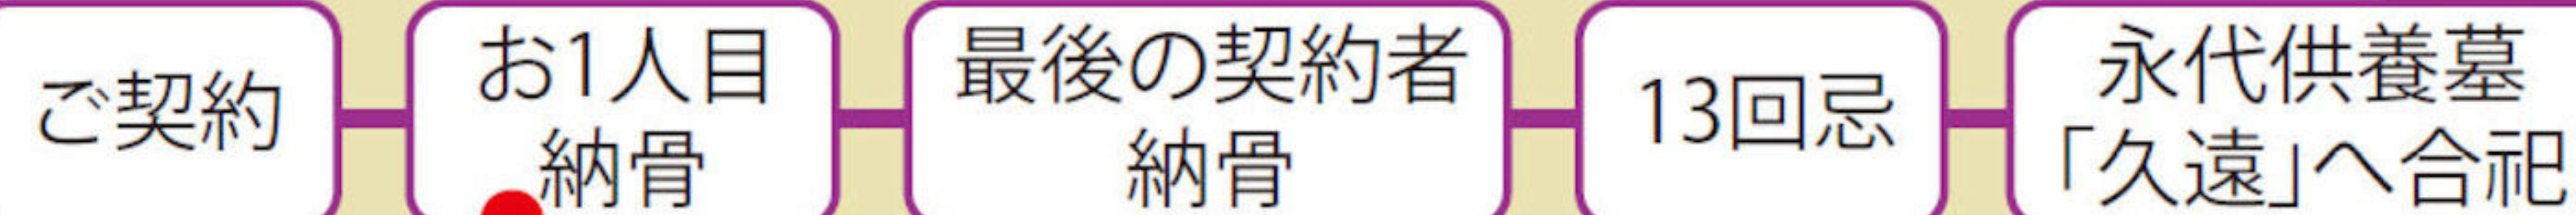 ご契約
お1人目
納骨
最後の契約者
納骨
13回忌
永代供養墓
「久遠」へ合祀